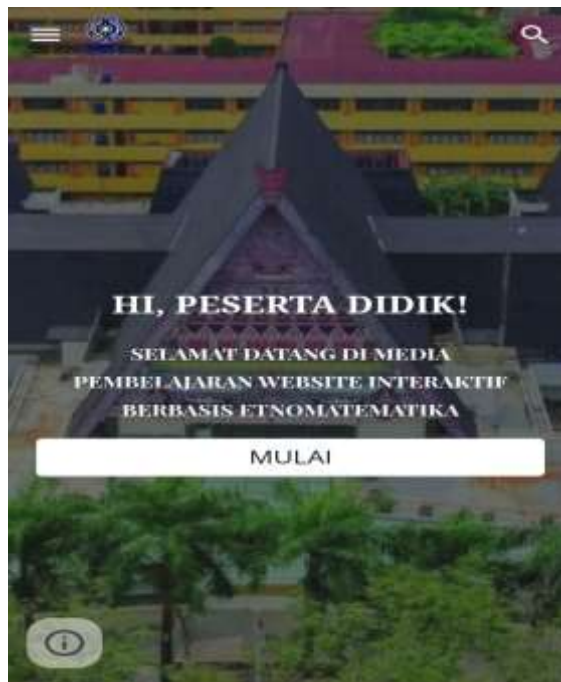 HI, PESERTA DIDIK!
SELAMAT DATANG DI MEDIA
PEMBELAJARAN WEBSITE INTERAKTIF
BERBASIS ETNOMATEMATIKA
MULAI